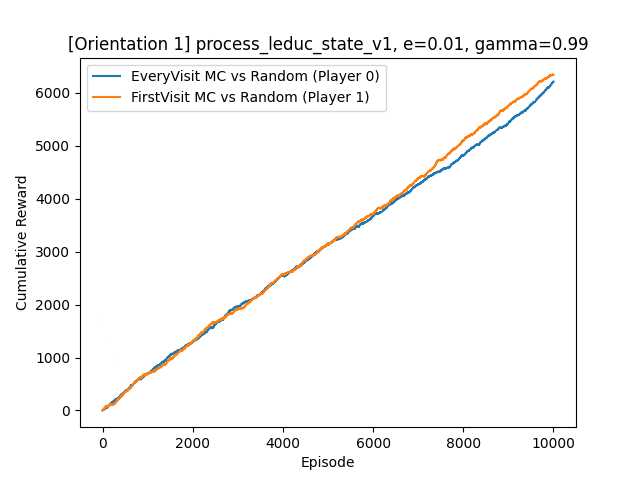 [Orientation 1] process_leduc_state_v1, e=0.01, gamma=0.99
EveryVisit MC vs Random (Player 0)
FirstVisit MC vs Random (Player 1)
Cumulative Reward
6000
5000
4000
3000
2000
1000
0
0 2000 4000 6000 8000 10000
Episode